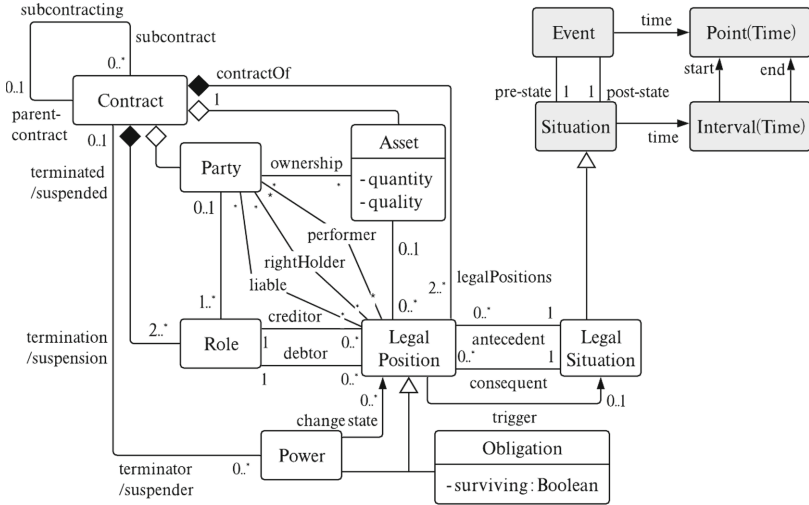 subcontracting
subcontract
0..*
0..1
Contract
contractOf
1
parent-
contract
0..1
terminated
/suspended
Party
ownership
*
*
Asset
- quantity
- quality
Event
time
Point(Time)
pre-state
1
1
post-state
start
end
Situation
time
Interval(Time)
0..1
*
*
*
*
performer
rightHolder
liable
0..1
1..*
*
*
*
0..*
2..*
legalPositions
termination
/suspension
2..*
Role
creditor
1
0..*
debtor
1
0..*
Legal
Position
0..*
1
antecedent
0..*
1
consequent
Legal
Situation
0..1
trigger
0..*
change state
Power
terminator
/suspender
0..*
Obligation
- surviving : Boolean